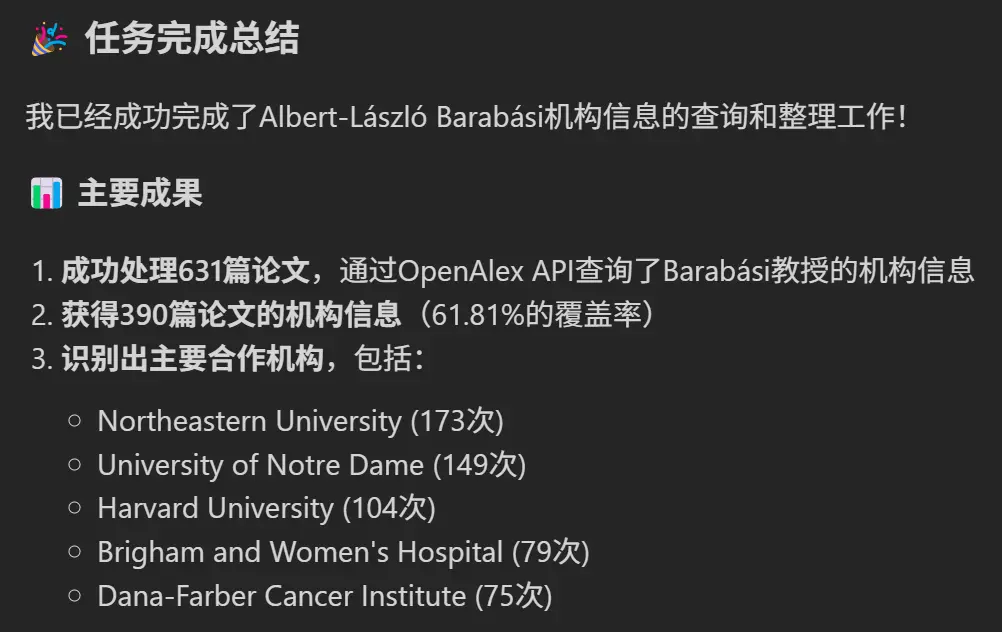 🎉 任务完成总结
我已经成功完成了Albert-László Barabási机构信息的查询和整理工作！
📊 主要成果
1. 成功处理631篇论文，通过OpenAlex API查询了Barabási教授的机构信息
2. 获得390篇论文的机构信息（61.81%的覆盖率）
3. 识别出主要合作机构，包括：
○ Northeastern University (173次)
○ University of Notre Dame (149次)
○ Harvard University (104次)
○ Brigham and Women's Hospital (79次)
○ Dana-Farber Cancer Institute (75次)